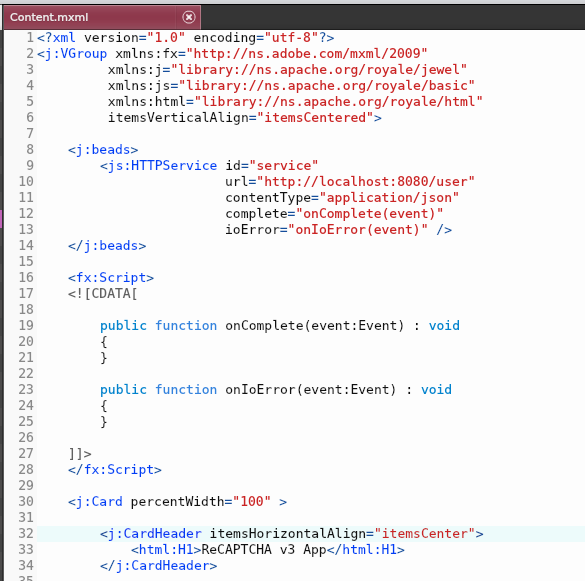 Content.mxml
1 <?xml version="1.0" encoding="utf-8"?>
2 <j:VGroup xmlns:fx="http://ns.adobe.com/mxml/2009"
3          xmlns:j="library://ns.apache.org/royale/jewel"
4          xmlns:js="library://ns.apache.org/royale/basic"
5          xmlns:html="library://ns.apache.org/royale/html"
6          itemsVerticalAlign="itemsCentered">
7
8     <j:beads>
9         <js:HTTPService id="service"
10                         url="http://localhost:8080/user"
11                         contentType="application/json"
12                         complete="onComplete(event)"
13                         ioError="onIoError(event)" />
14     </j:beads>
15
16     <fx:Script>
17     <![CDATA[
18
19         public function onComplete(event:Event) : void
20         {
21         }
22
23         public function onIoError(event:Event) : void
24         {
25         }
26
27     ]]>
28     </fx:Script>
29
30     <j:Card percentWidth="100" >
31
32         <j:CardHeader itemsHorizontalAlign="itemsCenter">
33             <html:H1>ReCAPTCHA v3 App</html:H1>
34         </j:CardHeader>